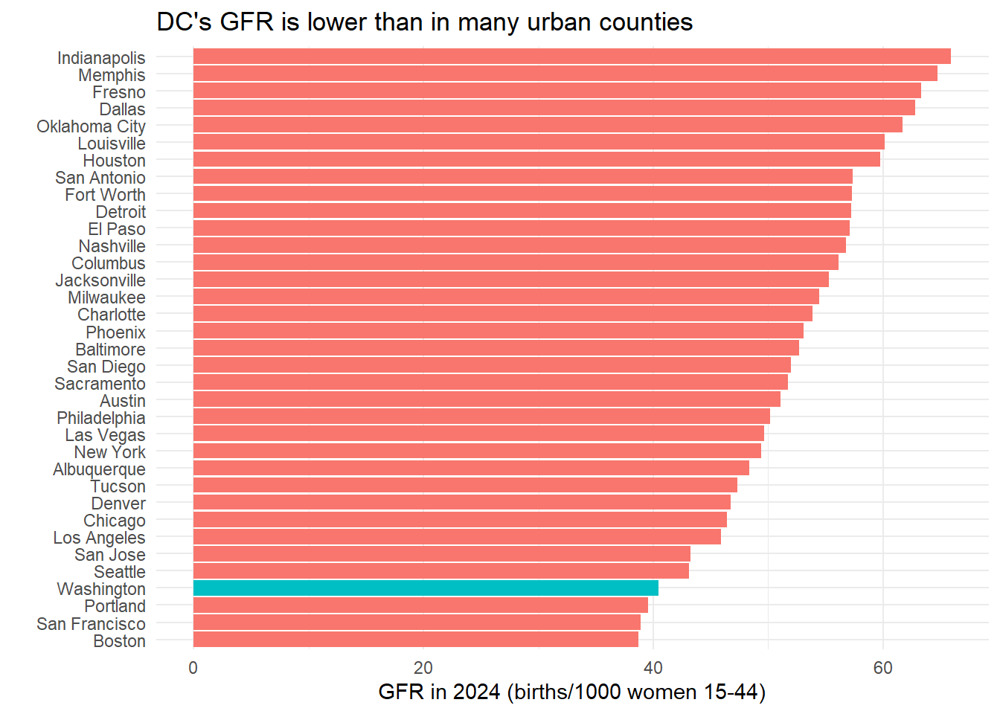 DC's GFR is lower than in many urban counties
Indianapolis
Memphis
Fresno
Dallas
Oklahoma City
Louisville
Houston
San Antonio
Fort Worth
Detroit
El Paso
Nashville
Columbus
Jacksonville
Milwaukee
Charlotte
Phoenix
Baltimore
San Diego
Sacramento
Austin
Philadelphia
Las Vegas
New York
Albuquerque
Tucson
Denver
Chicago
Los Angeles
San Jose
Seattle
Washington
Portland
San Francisco
Boston
0 20 40 60
GFR in 2024 (births/1000 women 15-44)